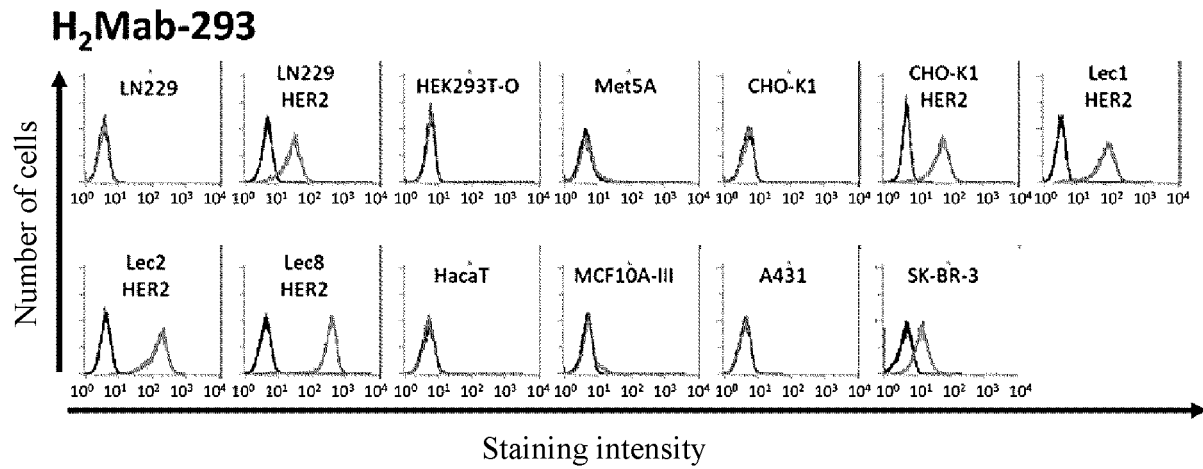 H₂Mab-293
Number of cells
LN229
LN229
HER2
HEK293T-O
Met5A
CHO-K1
CHO-K1
HER2
Lec1
HER2
10⁰ 10¹ 10² 10³ 10⁴
10⁰ 10¹ 10² 10³ 10⁴
10⁰ 10¹ 10² 10³ 10⁴
10⁰ 10¹ 10² 10³ 10⁴
10⁰ 10¹ 10² 10³ 10⁴
10⁰ 10¹ 10² 10³ 10⁴
10⁰ 10¹ 10² 10³ 10⁴
Lec2
HER2
Lec8
HER2
HacaT
MCF10A-III
A431
SK-BR-3
10⁰ 10¹ 10² 10³ 10⁴
10⁰ 10¹ 10² 10³ 10⁴
10⁰ 10¹ 10² 10³ 10⁴
10⁰ 10¹ 10² 10³ 10⁴
10⁰ 10¹ 10² 10³ 10⁴
10⁰ 10¹ 10² 10³ 10⁴
Staining intensity